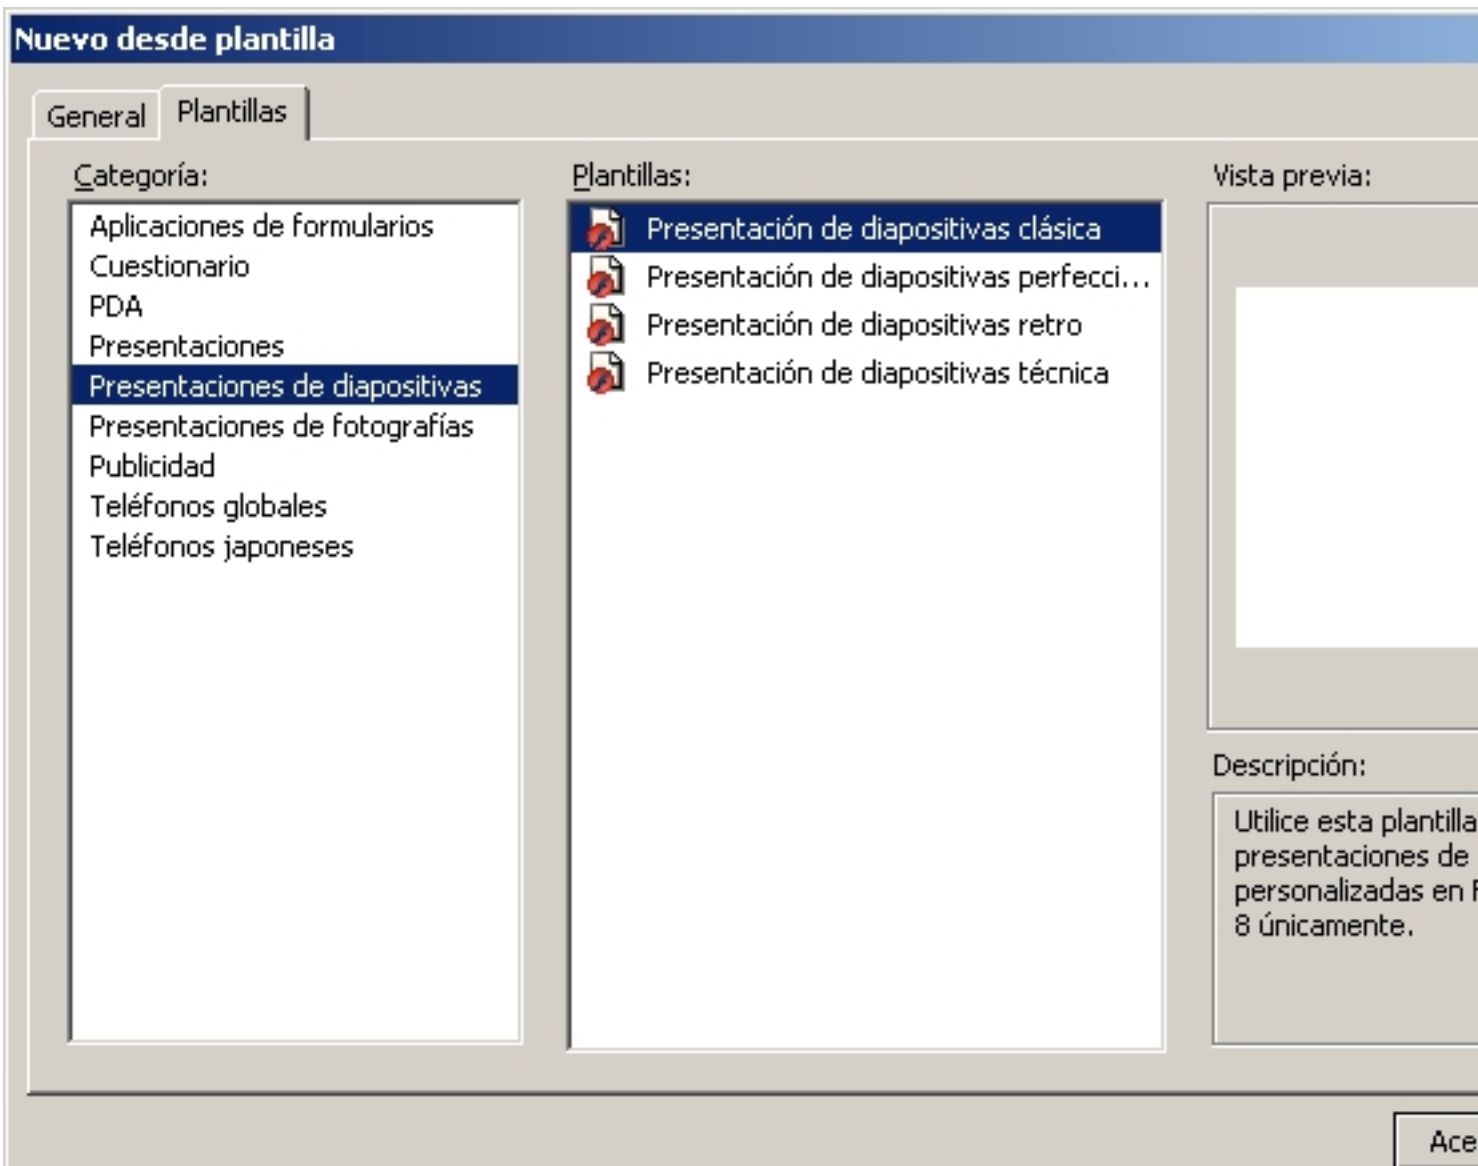 Nuevo desde plantilla
General
Plantillas
Categoría:
Aplicaciones de formularios
Cuestionario
PDA
Presentaciones
Presentaciones de diapositivas
Presentaciones de fotografías
Publicidad
Teléfonos globales
Teléfonos japoneses
Plantillas:
Presentación de diapositivas clásica
Presentación de diapositivas perfecci...
Presentación de diapositivas retro
Presentación de diapositivas técnica
Vista previa:
Descripción:
Utilice esta plantilla
presentaciones de
personalizadas en
8 únicamente.